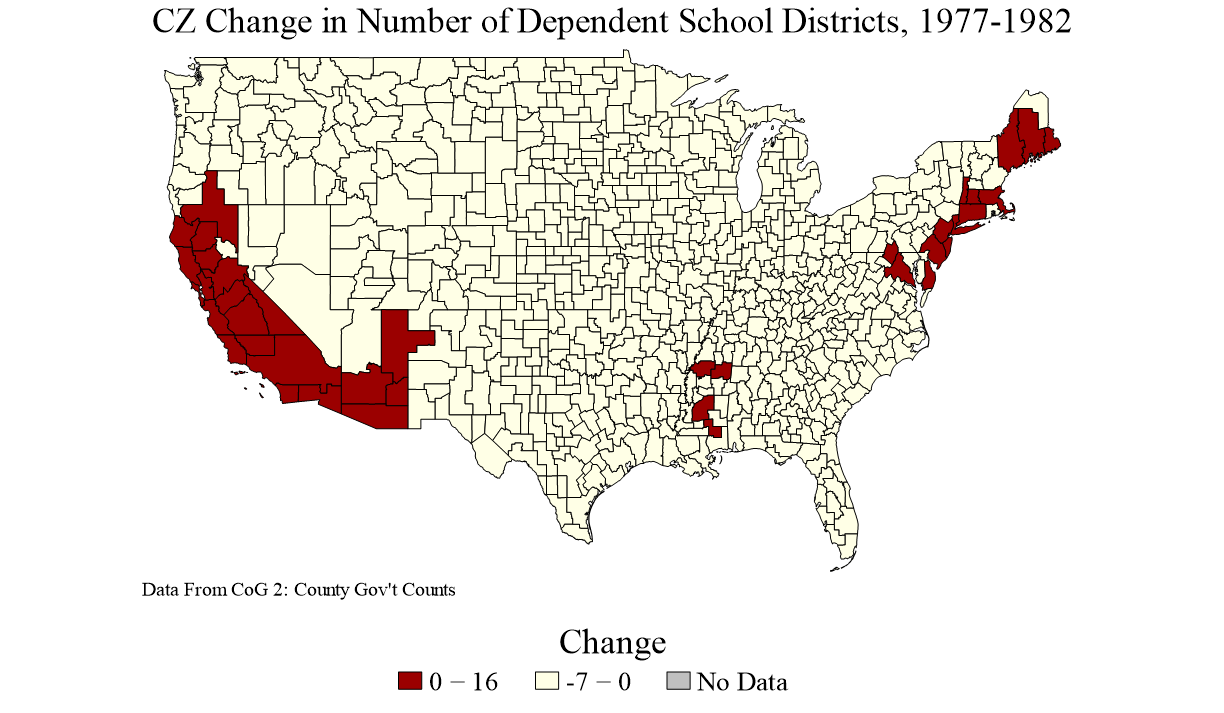 CZ Change in Number of Dependent School Districts, 1977-1982
Data From CoG 2: County Gov't Counts
Change
0 − 16 -7 − 0 No Data